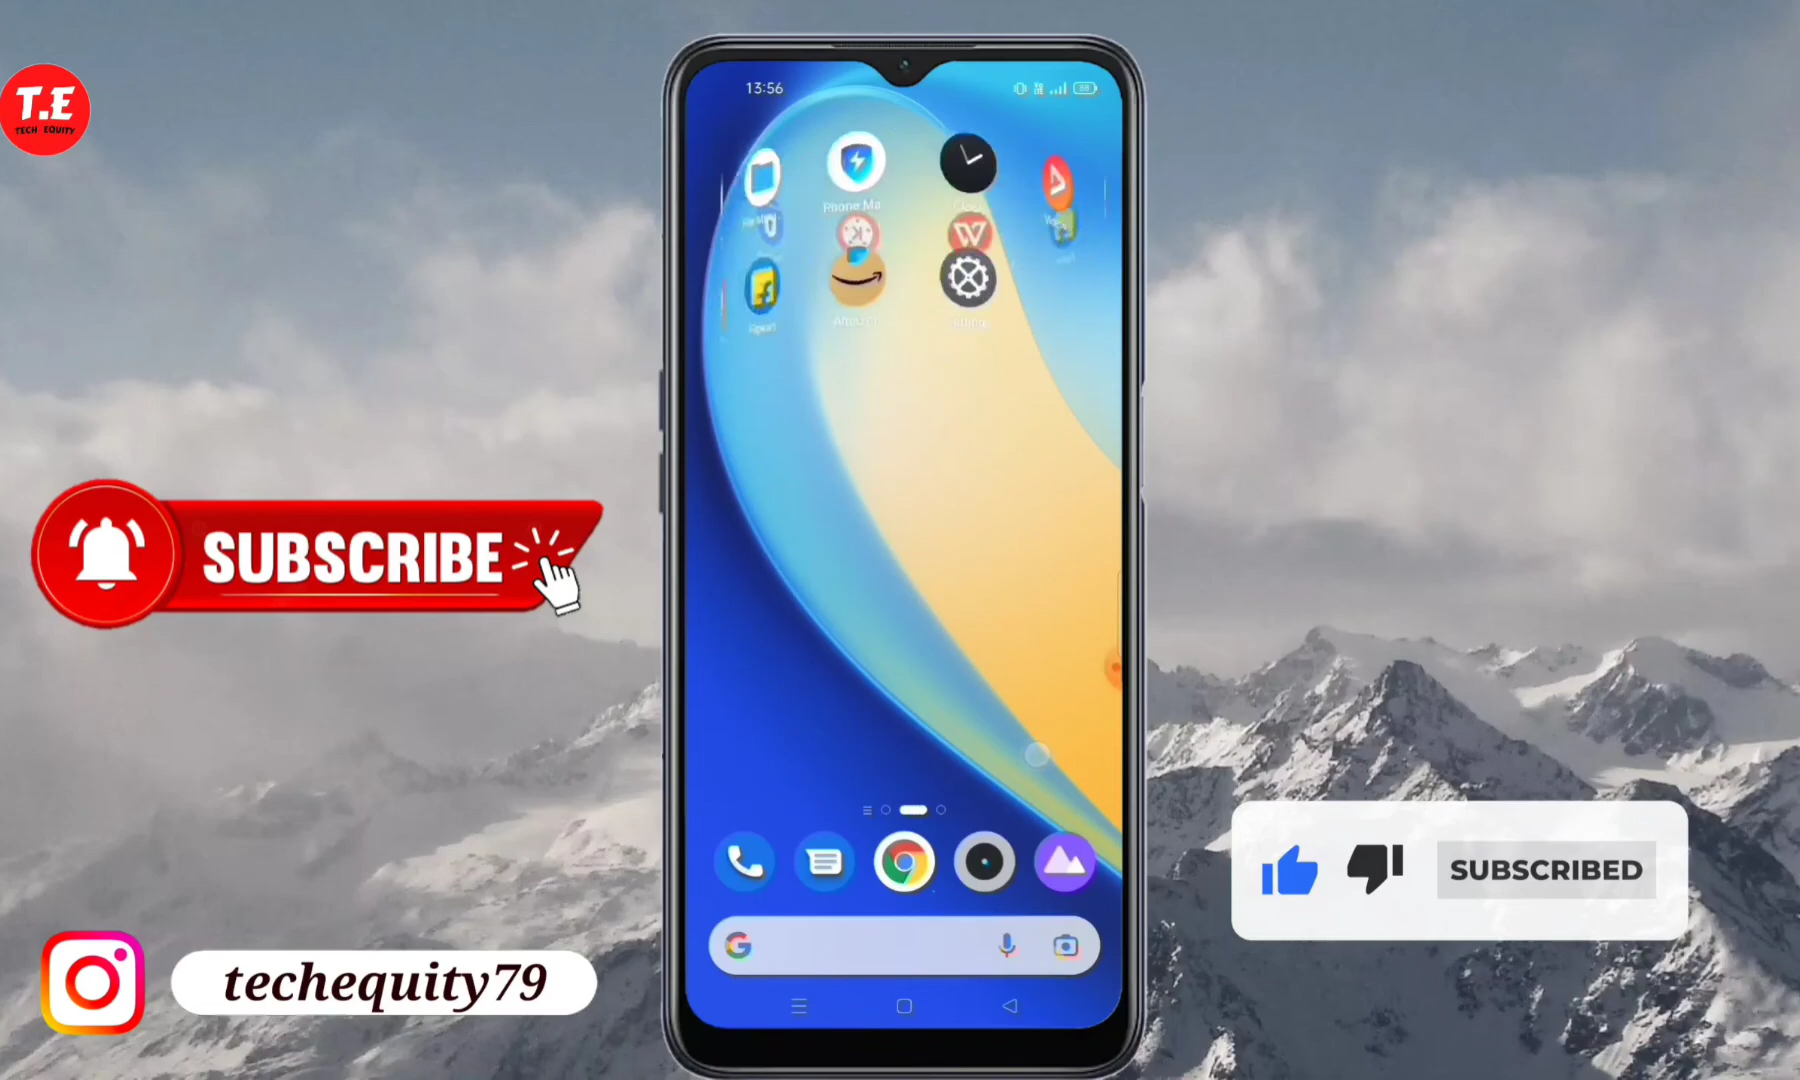 T.E
TECH EQUITY
13:56
Phone Ma
SUBSCRIBE
SUBSCRIBED
techequity79